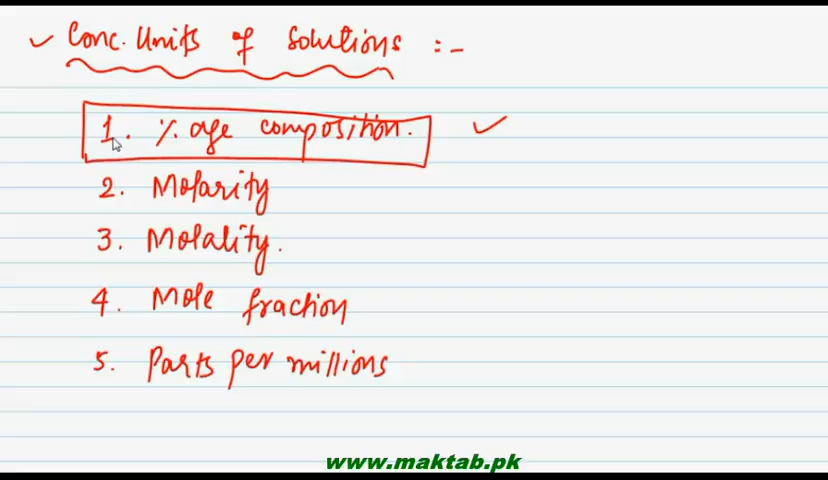 ✓ Conc. Units of Solutions :-
1. % age composition. ✓
2. Molarity
3. Molality.
4. Mole fraction
5. Parts per millions
www.maktab.pk